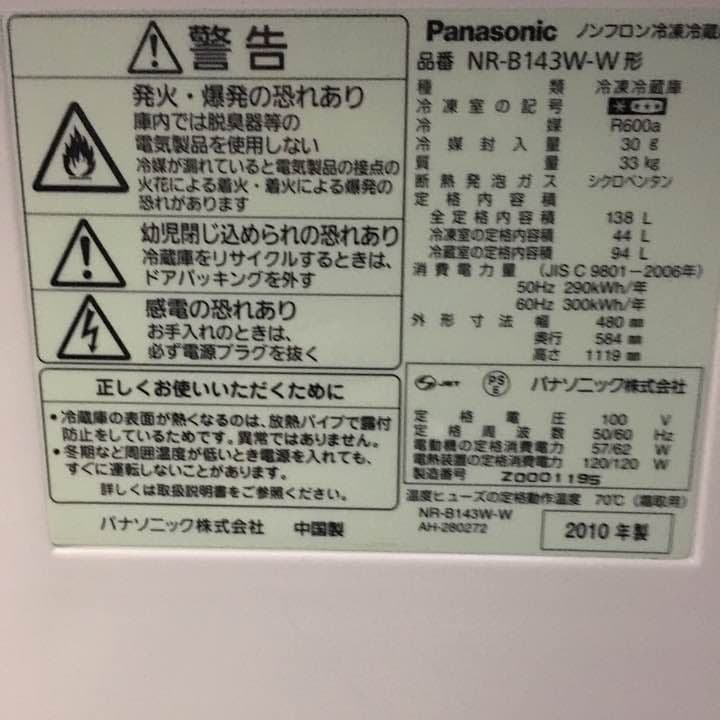 警告
発火・爆発の恐れあり
庫内では脱臭器等の
電気製品を使用しない
冷媒が漏れていると電気製品の接点の
火花による着火・着火による爆発の
恐れがあります
幼児閉じ込められの恐れあり
冷蔵庫をリサイクルするときは、
ドアパッキングを外す
感電の恐れあり
お手入れのときは、
必ず電源プラグを抜く
正しくお使いいただくために
・冷蔵庫の表面が熱くなるのは、放熱パイプで露付
防止をしているためです。異常ではありません。
・冬期など周囲温度が低いとき電源を入れても、
すぐに運転しないことがあります。
詳しくは取扱説明書をご参照ください。
パナソニック株式会社 中国製
Panasonic ノンフロン冷凍冷蔵
品番 NR-B143W-W形
種類 冷凍冷蔵庫
冷凍室の記号
冷媒 R600a
冷媒封入量 30 g
質量 33 kg
断熱発泡ガス シクロペンタン
定格内容積
全定格内容積 138 L
冷凍室の定格内容積 44 L
冷蔵室の定格内容積 94 L
消費電力量 (JIS C 9801-2006年)
50Hz 290kWh/年
60Hz 300kWh/年
外形寸法 幅 480 mm
奥行 584 mm
高さ 1119 mm
JET PSE パナソニック株式会社
定格電圧 100 V
定格周波数 50/60 Hz
電動機の定格消費電力 57/62 W
電熱装置の定格消費電力 120/120 W
製造番号 Z0001195
温度ヒューズの定格動作温度 70℃ (霜取用)
NR-B143W-W
AH-280272
2010年製